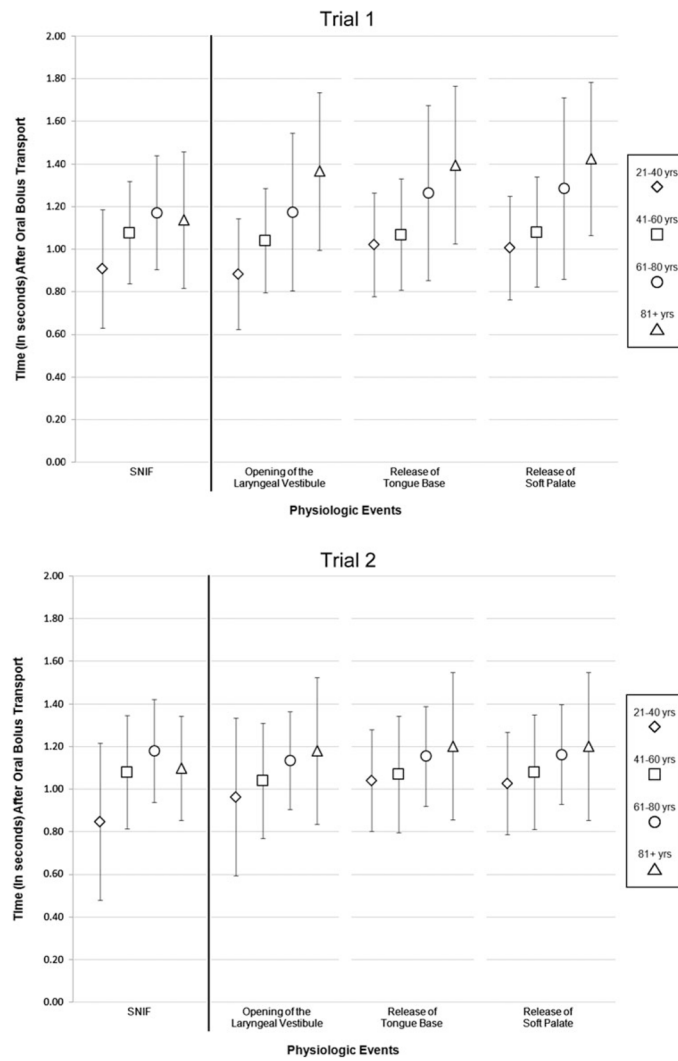 Trial 1
TIme (In seconds) After Oral Bolus Transport
2.00
1.80
1.60
1.40
1.20
1.00
0.80
0.60
0.40
0.20
0.00
SNIF
Opening of the
Laryngeal Vestibule
Release of
Tongue Base
Release of
Soft Palate
Physiologic Events
21-40 yrs
41-60 yrs
61-80 yrs
81+ yrs
Trial 2
TIme (In seconds) After Oral Bolus Transport
2.00
1.80
1.60
1.40
1.20
1.00
0.80
0.60
0.40
0.20
0.00
SNIF
Opening of the
Laryngeal Vestibule
Release of
Tongue Base
Release of
Soft Palate
Physiologic Events
21-40 yrs
41-60 yrs
61-80 yrs
81+ yrs